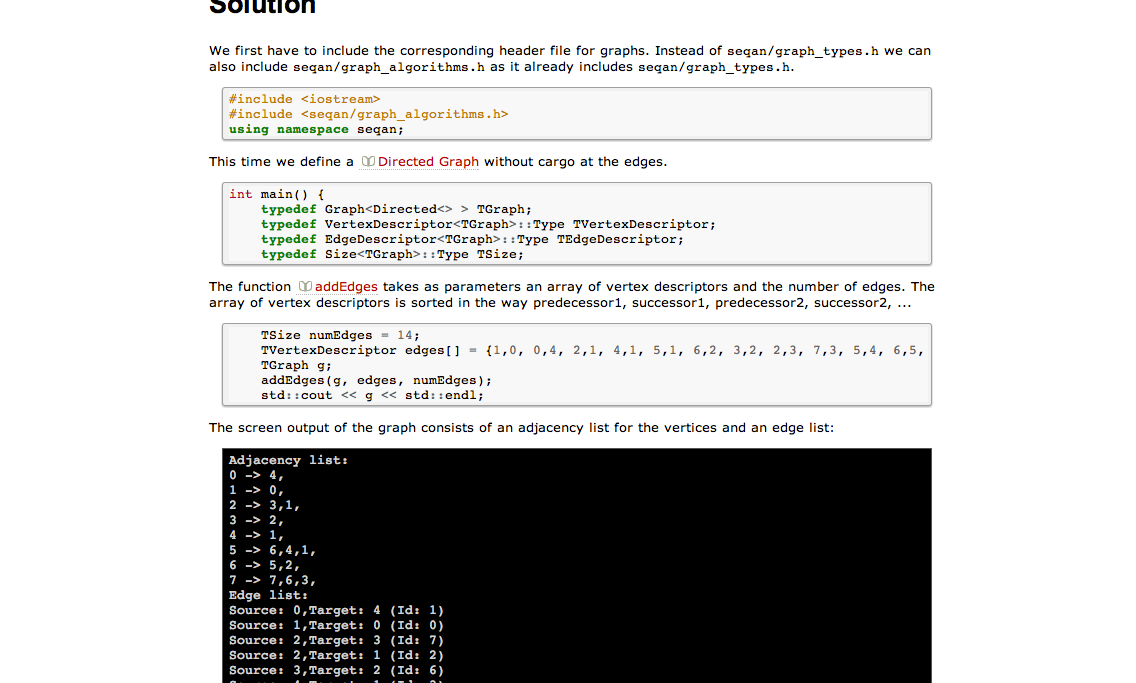 Solution
We first have to include the corresponding header file for graphs. Instead of seqan/graph_types.h we can
also include seqan/graph_algorithms.h as it already includes seqan/graph_types.h.
#include <iostream>
#include <seqan/graph_algorithms.h>
using namespace seqan;
This time we define a Directed Graph without cargo at the edges.
int main() {
    typedef Graph<Directed<> > TGraph;
    typedef VertexDescriptor<TGraph>::Type TVertexDescriptor;
    typedef EdgeDescriptor<TGraph>::Type TEdgeDescriptor;
    typedef Size<TGraph>::Type TSize;
The function addEdges takes as parameters an array of vertex descriptors and the number of edges. The
array of vertex descriptors is sorted in the way predecessor1, successor1, predecessor2, successor2, ...
    TSize numEdges = 14;
    TVertexDescriptor edges[] = {1,0, 0,4, 2,1, 4,1, 5,1, 6,2, 3,2, 2,3, 7,3, 5,4, 6,5,
    TGraph g;
    addEdges(g, edges, numEdges);
    std::cout << g << std::endl;
The screen output of the graph consists of an adjacency list for the vertices and an edge list:
Adjacency list:
0 -> 4,
1 -> 0,
2 -> 3,1,
3 -> 2,
4 -> 1,
5 -> 6,4,1,
6 -> 5,2,
7 -> 7,6,3,
Edge list:
Source: 0,Target: 4 (Id: 1)
Source: 1,Target: 0 (Id: 0)
Source: 2,Target: 3 (Id: 7)
Source: 2,Target: 1 (Id: 2)
Source: 3,Target: 2 (Id: 6)